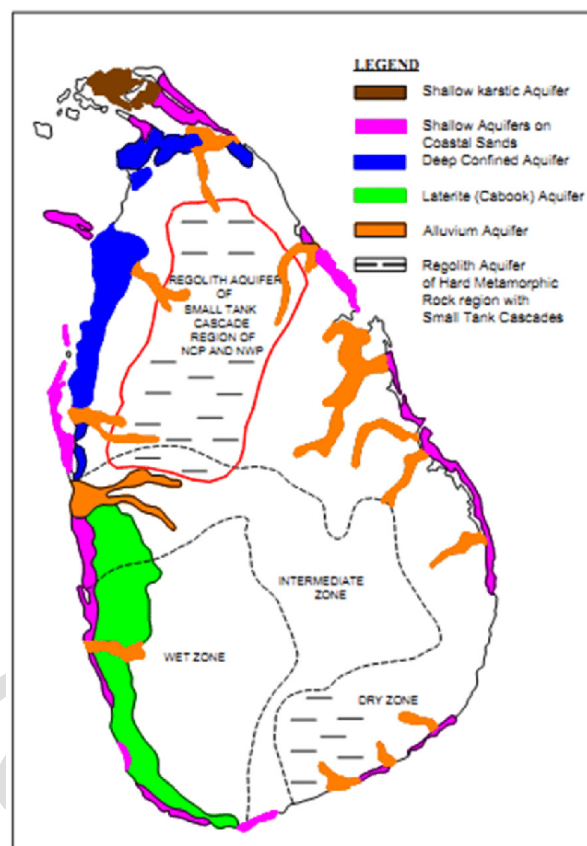 LEGEND
Shallow karstic Aquifer
Shallow Aquifers on
Coastal Sands
Deep Confined Aquifer
Laterite (Cabook) Aquifer
Alluvium Aquifer
Regolith Aquifer
of Hard Metamorphic
Rock region with
Small Tank Cascades
REGOLITH AQUIFER
OF
SMALL TANK
CASCADE
REGION OF
NCP AND NWP
INTERMEDIATE
ZONE
WET ZONE
DRY ZONE